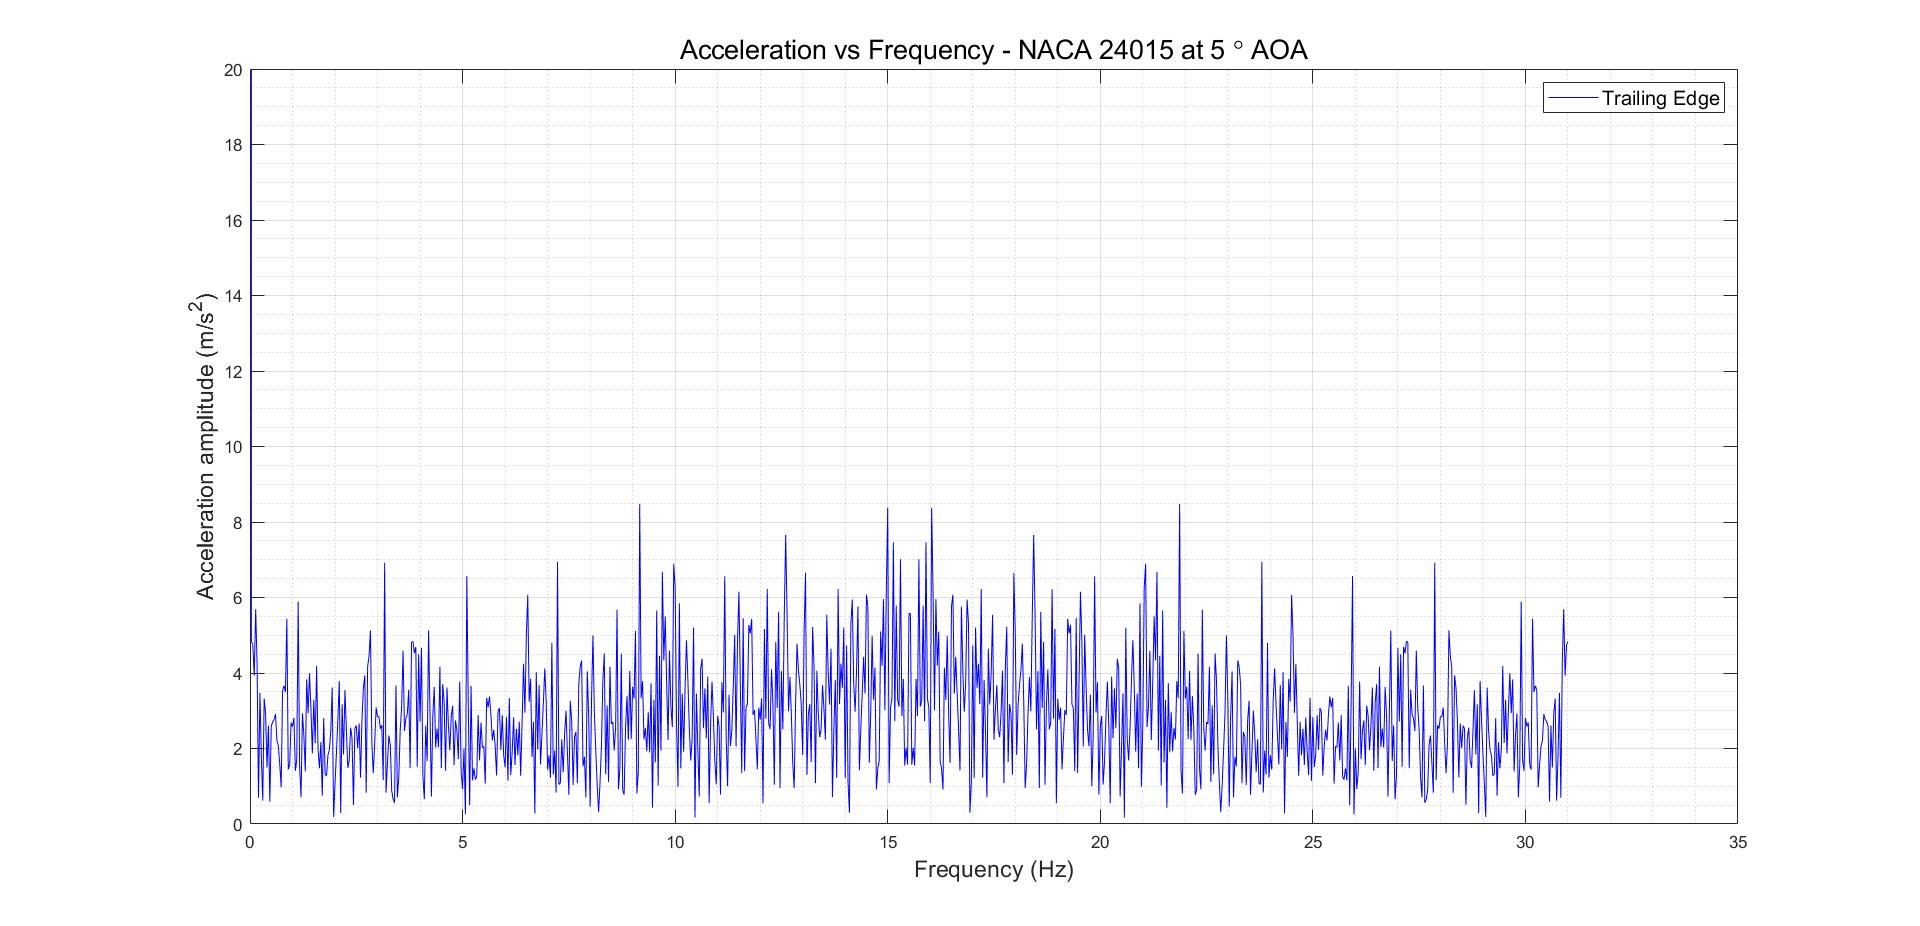 Acceleration vs Frequency - NACA 24015 at 5 ° AOA
Trailing Edge
20
18
16
14
12
10
8
6
4
2
0
Acceleration amplitude (m/s²)
0 5 10 15 20 25 30 35
Frequency (Hz)